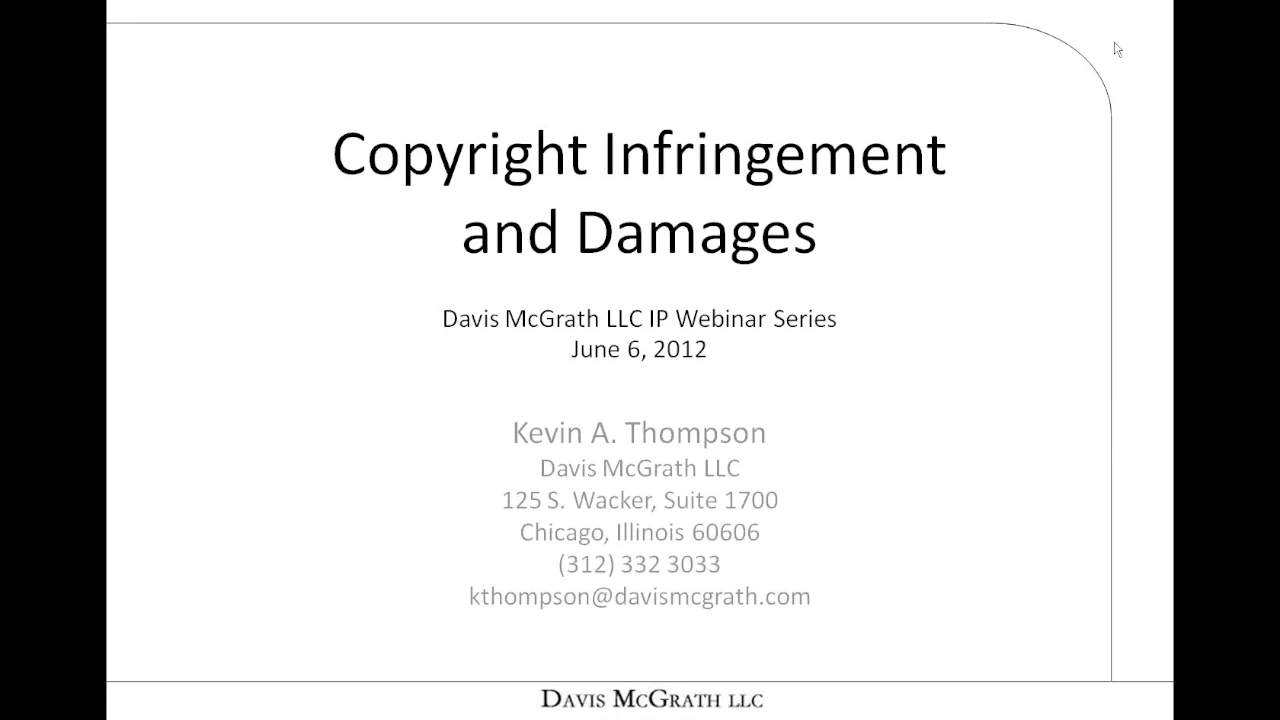 Copyright Infringement
and Damages
Davis McGrath LLC IP Webinar Series
June 6, 2012
Kevin A. Thompson
Davis McGrath LLC
125 S. Wacker, Suite 1700
Chicago, Illinois 60606
(312) 332 3033
kthompson@davismcgrath.com
DAVIS MCGRATH LLC